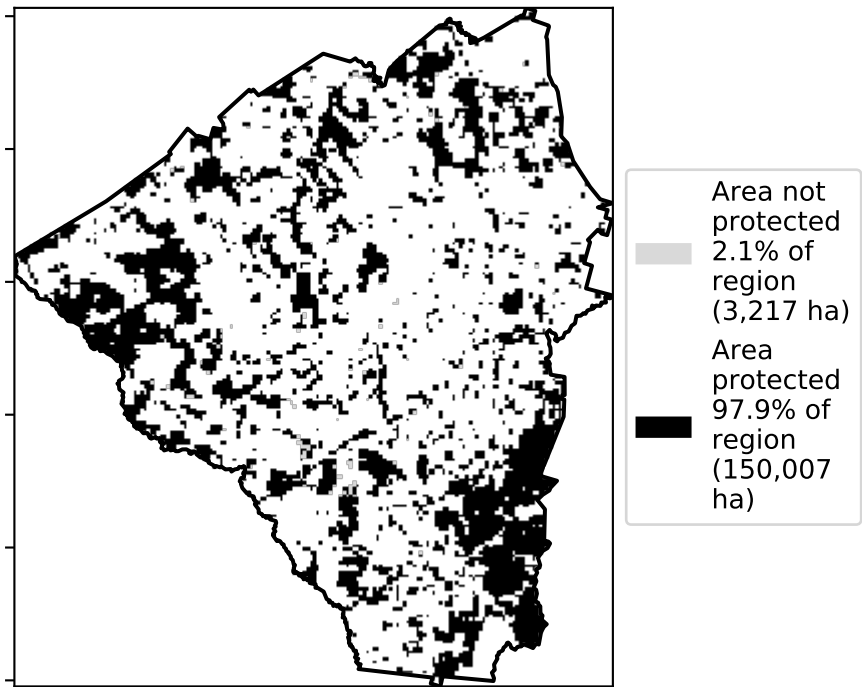 Area not
protected
2.1% of
region
(3,217 ha)
Area
protected
97.9% of
region
(150,007
ha)